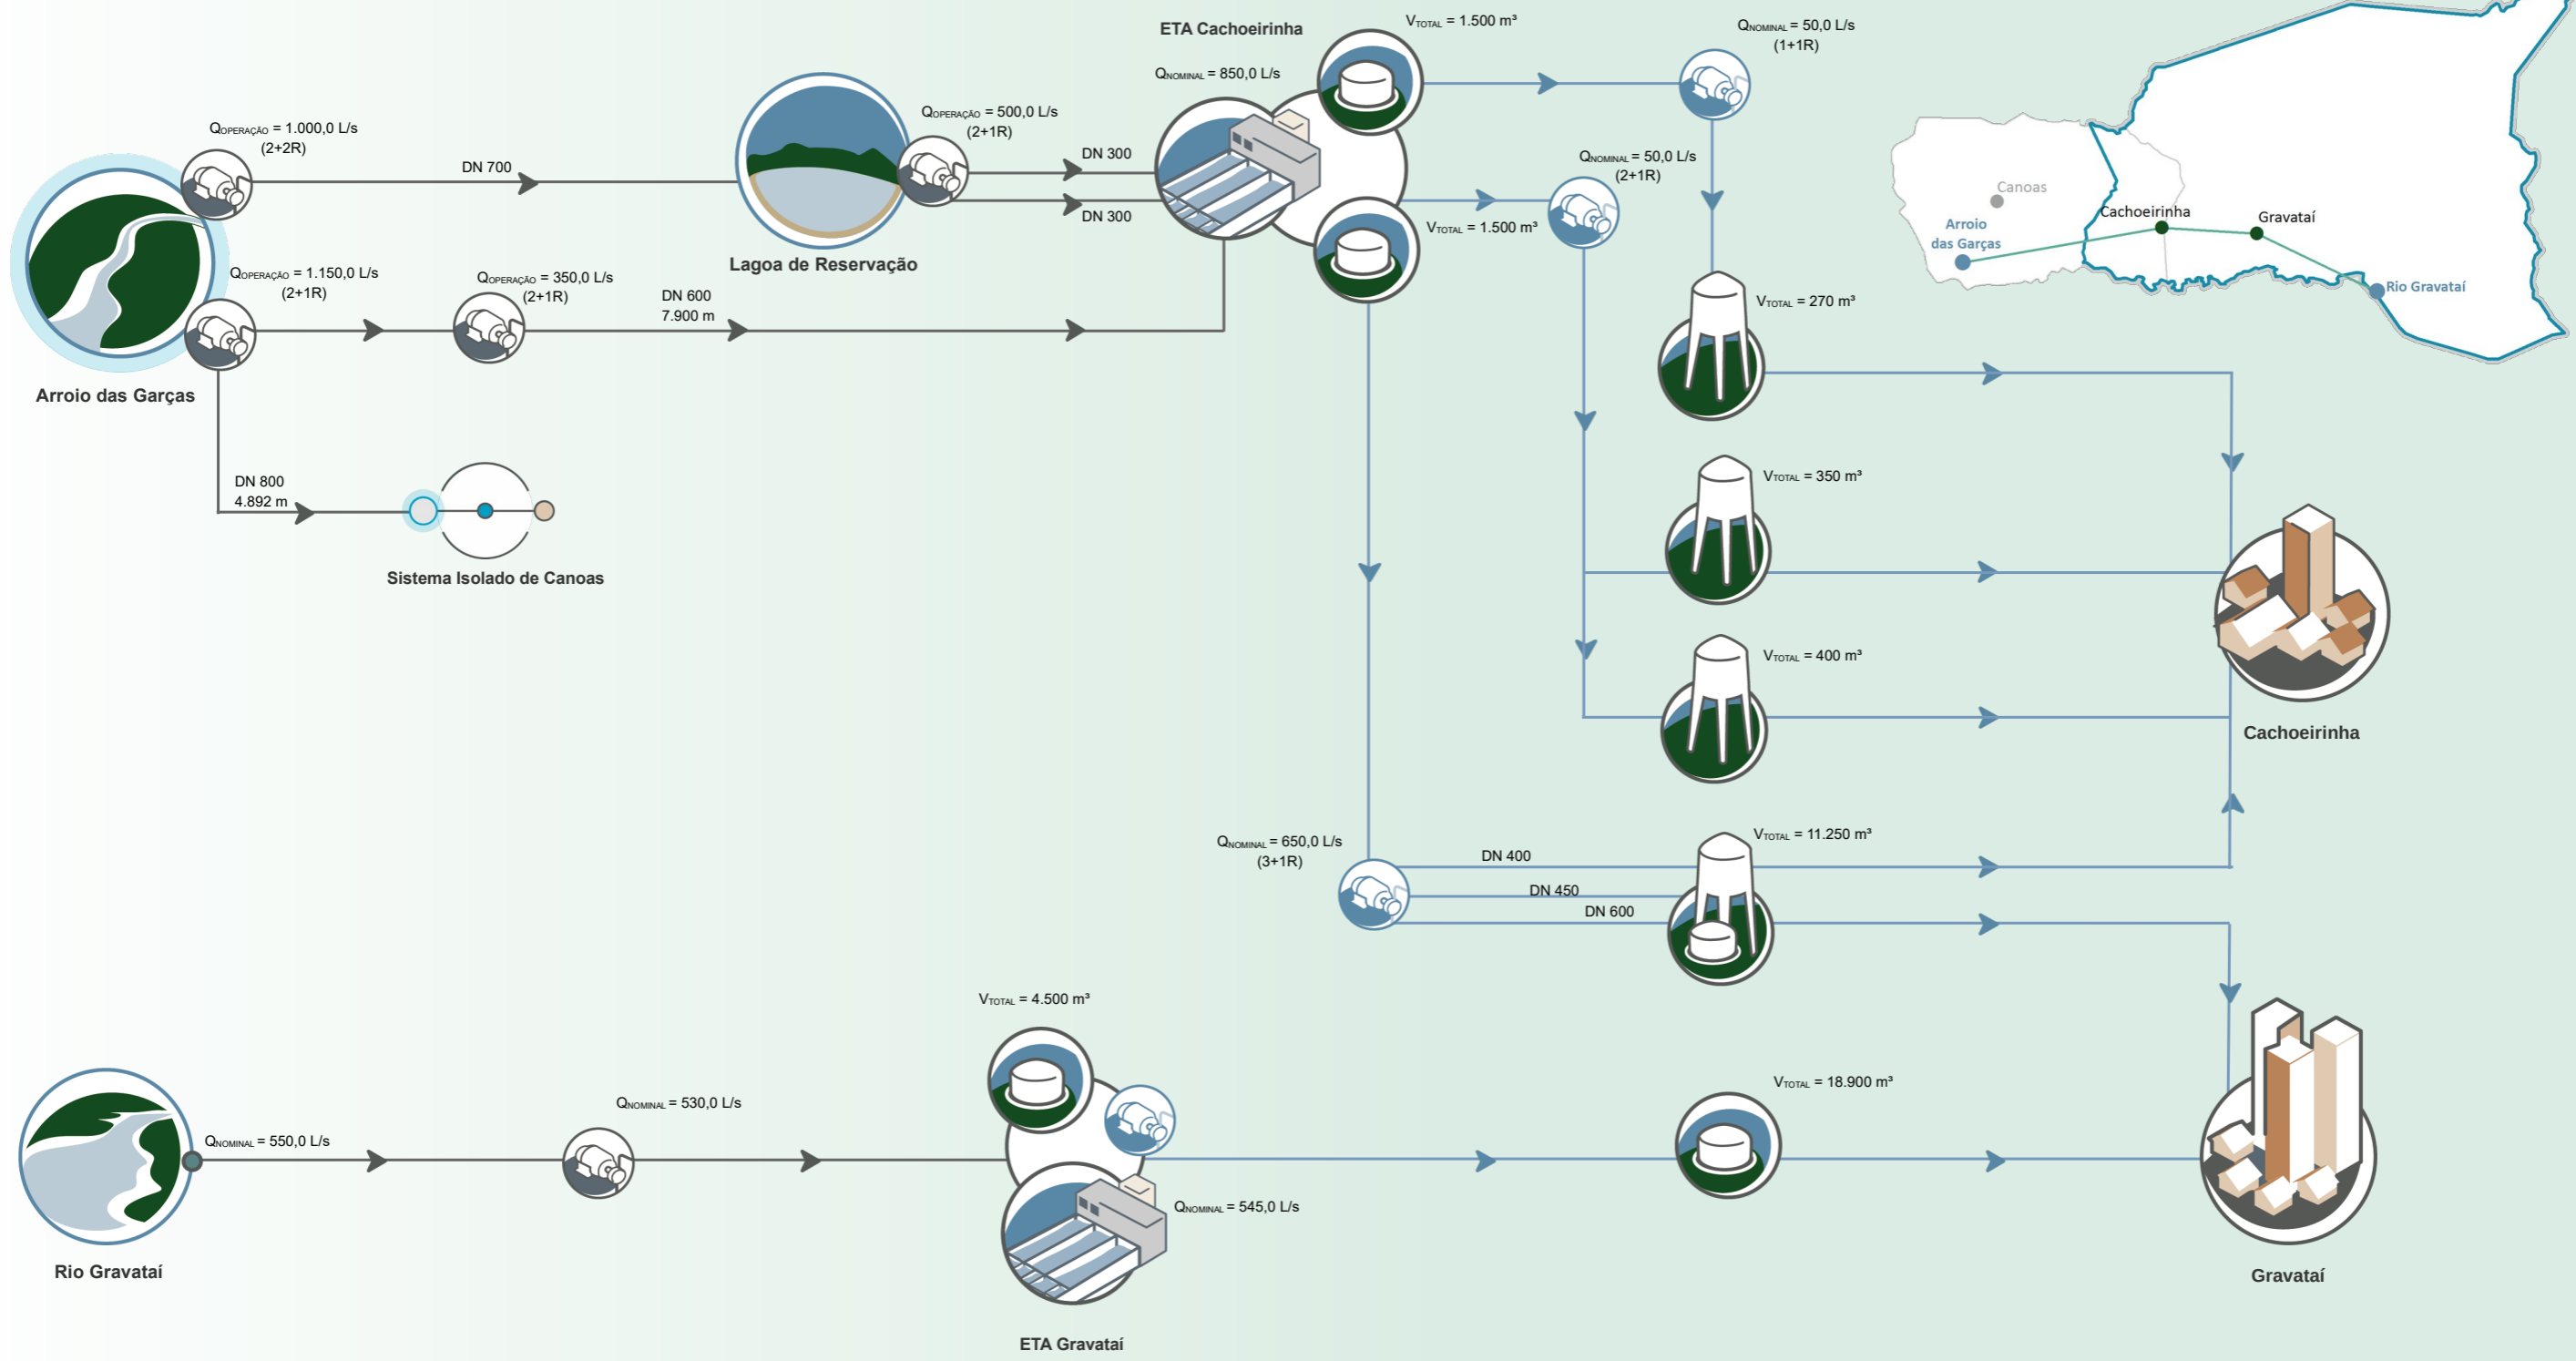 ETA Cachoeirinha
QNOMINAL = 850,0 L/s
VTOTAL = 1.500 m³
QNOMINAL = 50,0 L/s
(1+1R)
QOPERAÇÃO = 1.000,0 L/s
(2+2R)
DN 700
QOPERAÇÃO = 500,0 L/s
(2+1R)
DN 300
DN 300
Lagoa de Reservação
QNOMINAL = 50,0 L/s
(2+1R)
VTOTAL = 1.500 m³
Canoas
Arroio
das Garças
Cachoeirinha
Gravataí
Rio Gravataí
QOPERAÇÃO = 1.150,0 L/s
(2+1R)
QOPERAÇÃO = 350,0 L/s
(2+1R)
DN 600
7.900 m
Arroio das Garças
VTOTAL = 270 m³
DN 800
4.892 m
Sistema Isolado de Canoas
VTOTAL = 350 m³
VTOTAL = 400 m³
Cachoeirinha
QNOMINAL = 650,0 L/s
(3+1R)
DN 400
DN 450
DN 600
VTOTAL = 11.250 m³
VTOTAL = 4.500 m³
QNOMINAL = 550,0 L/s
QNOMINAL = 530,0 L/s
VTOTAL = 18.900 m³
QNOMINAL = 545,0 L/s
Rio Gravataí
ETA Gravataí
Gravataí